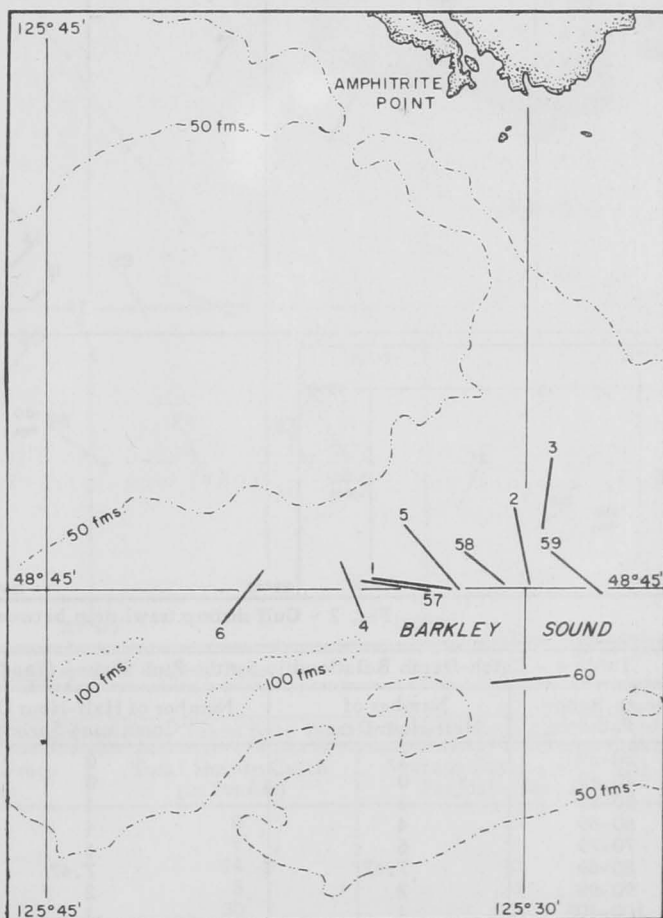 125° 45'
AMPHITRITE
POINT
50 fms.
3
2
5
58
59
50 fms.
1
48° 45'
48° 45'
57
4
6
BARKLEY SOUND
100 fms.
100 fms.
60
50 fms.
125° 45'
125° 30'